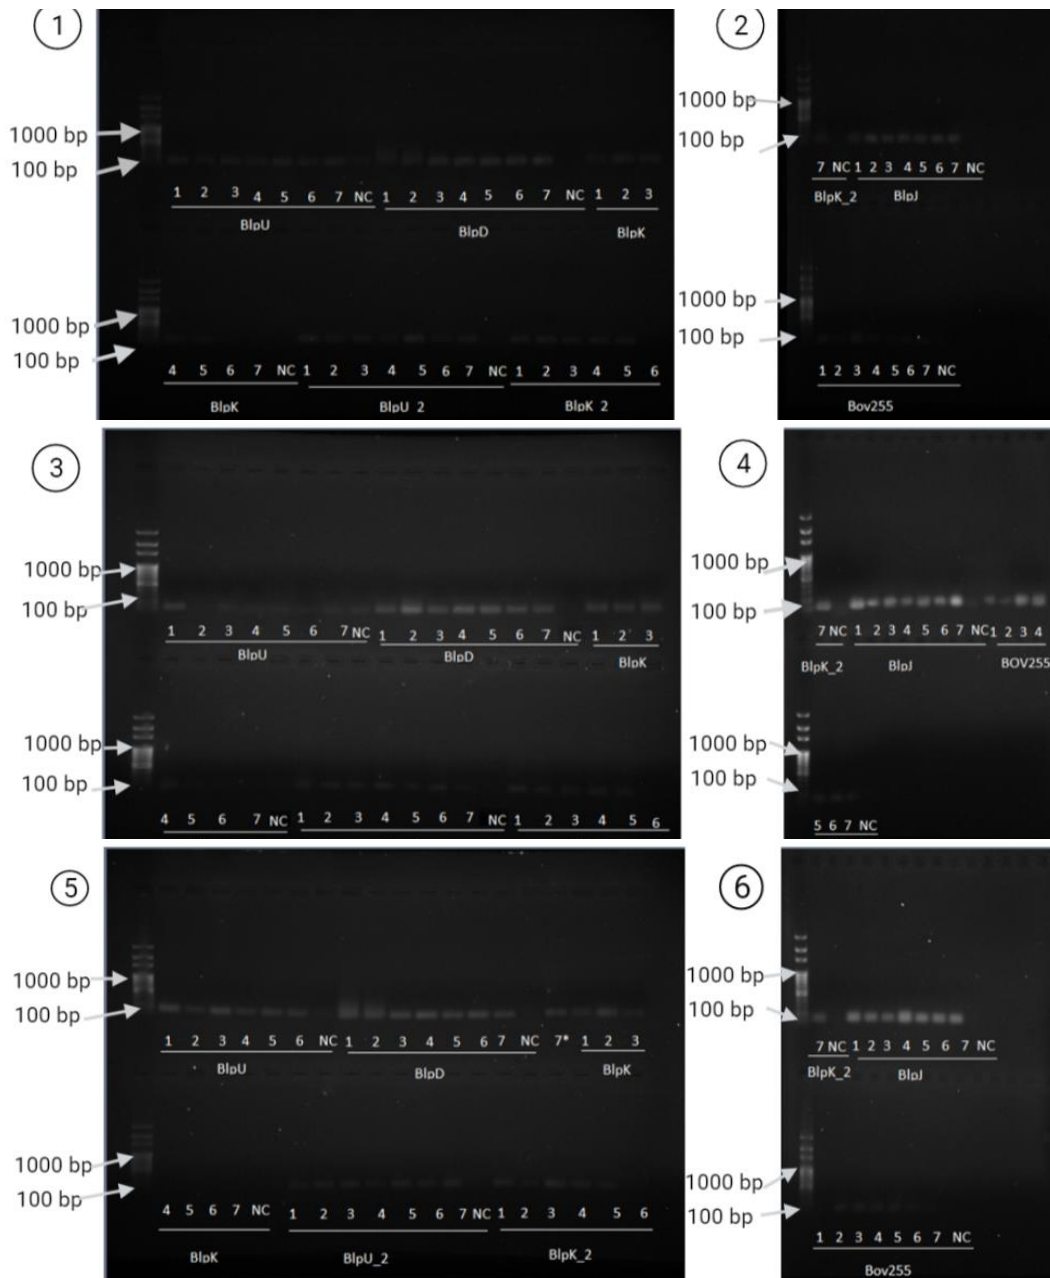 1
1000 bp
100 bp
1 2 3 4 5 6 7 NC 1 2 3 4 5 6 7 NC 1 2 3
BlpU BlpD BlpK
1000 bp
100 bp
4 5 6 7 NC 1 2 3 4 5 6 7 NC 1 2 3 4 5 6
BlpK BlpU_2 BlpK_2
2
1000 bp
100 bp
7 NC 1 2 3 4 5 6 7 NC
BlpK_2 BlpJ
1000 bp
100 bp
1 2 3 4 5 6 7 NC
Bov255
3
1000 bp
100 bp
1 2 3 4 5 6 7 NC 1 2 3 4 5 6 7 NC 1 2 3
BlpU BlpD BlpK
1000 bp
100 bp
4 5 6 7 NC 1 2 3 4 5 6 7 NC 1 2 3 4 5 6
4
1000 bp
100 bp
7 NC 1 2 3 4 5 6 7 NC 1 2 3 4
BlpK_2 BlpJ BOV255
1000 bp
100 bp
5 6 7 NC
5
1000 bp
100 bp
1 2 3 4 5 6 NC 1 2 3 4 5 6 7 NC 7* 1 2 3
BlpU BlpD BlpK
1000 bp
100 bp
4 5 6 7 NC 1 2 3 4 5 6 7 NC 1 2 3 4 5 6
BlpK BlpU_2 BlpK_2
6
1000 bp
100 bp
7 NC 1 2 3 4 5 6 7 NC
BlpK_2 BlpJ
1000 bp
100 bp
1 2 3 4 5 6 7 NC
Bov255